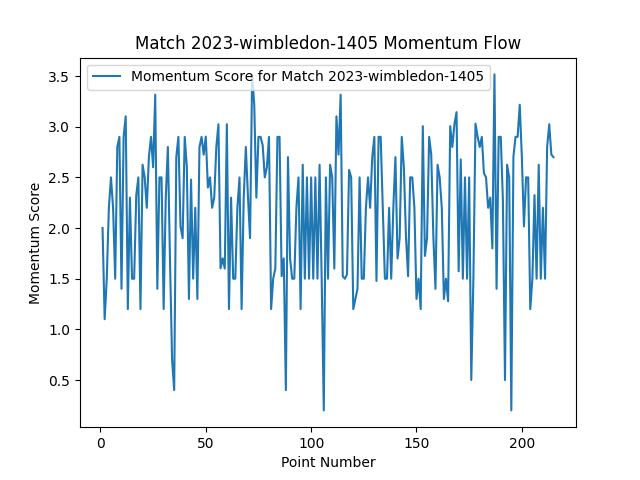 Match 2023-wimbledon-1405 Momentum Flow
Momentum Score for Match 2023-wimbledon-1405
Momentum Score
3.5
3.0
2.5
2.0
1.5
1.0
0.5
0 50 100 150 200
Point Number